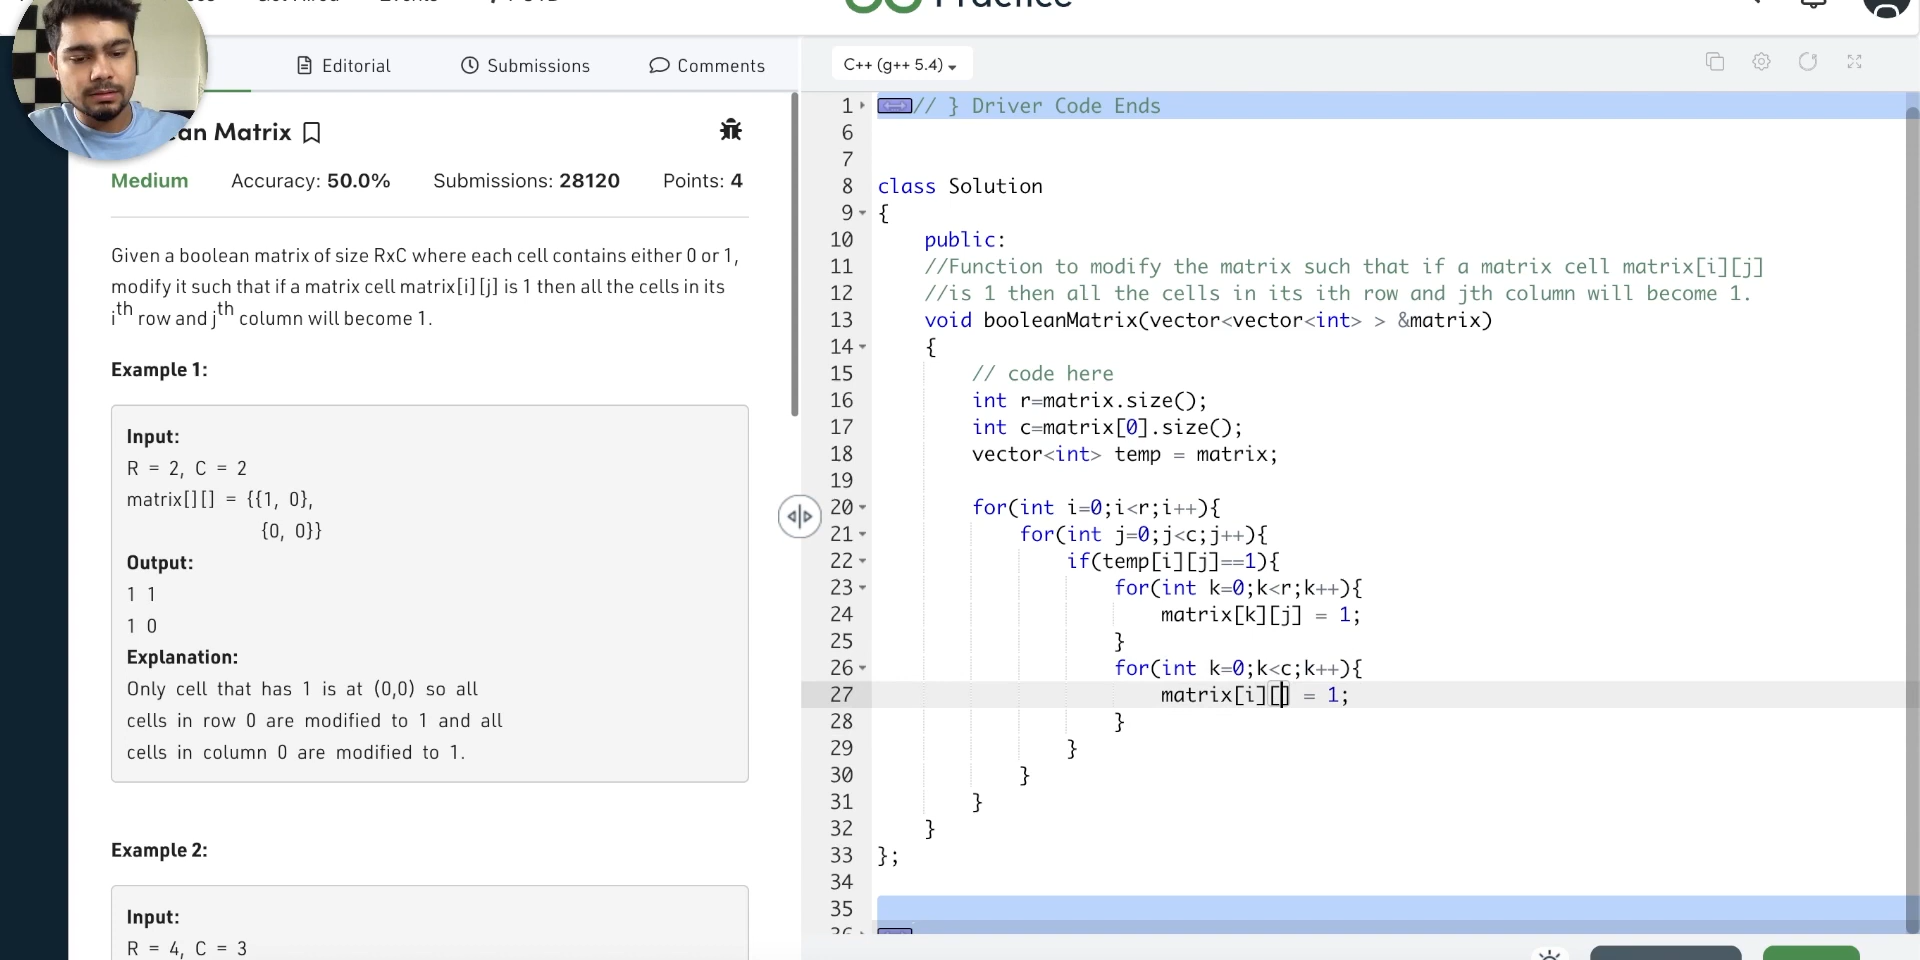 Practice
Editorial
Submissions
Comments
an Matrix
Medium
Accuracy: 50.0%
Submissions: 28120
Points: 4
Given a boolean matrix of size RxC where each cell contains either 0 or 1,
modify it such that if a matrix cell matrix[i][j] is 1 then all the cells in its
ith row and jth column will become 1.
Example 1:
Input:
R = 2, C = 2
matrix[][] = {{1, 0},
{0, 0}}
Output:
1 1
1 0
Explanation:
Only cell that has 1 is at (0,0) so all
cells in row 0 are modified to 1 and all
cells in column 0 are modified to 1.
Example 2:
Input:
R = 4, C = 3
C++ (g++ 5.4)
1 // } Driver Code Ends
6
7
8 class Solution
9 {
10 public:
11 //Function to modify the matrix such that if a matrix cell matrix[i][j]
12 //is 1 then all the cells in its ith row and jth column will become 1.
13 void booleanMatrix(vector<vector<int> > &matrix)
14 {
15 // code here
16 int r=matrix.size();
17 int c=matrix[0].size();
18 vector<int> temp = matrix;
19
20 for(int i=0;i<r;i++){
21 for(int j=0;j<c;j++){
22 if(temp[i][j]==1){
23 for(int k=0;k<r;k++){
24 matrix[k][j] = 1;
25 }
26 for(int k=0;k<c;k++){
27 matrix[i][] = 1;
28 }
29 }
30 }
31 }
32 }
33 };
34
35
36